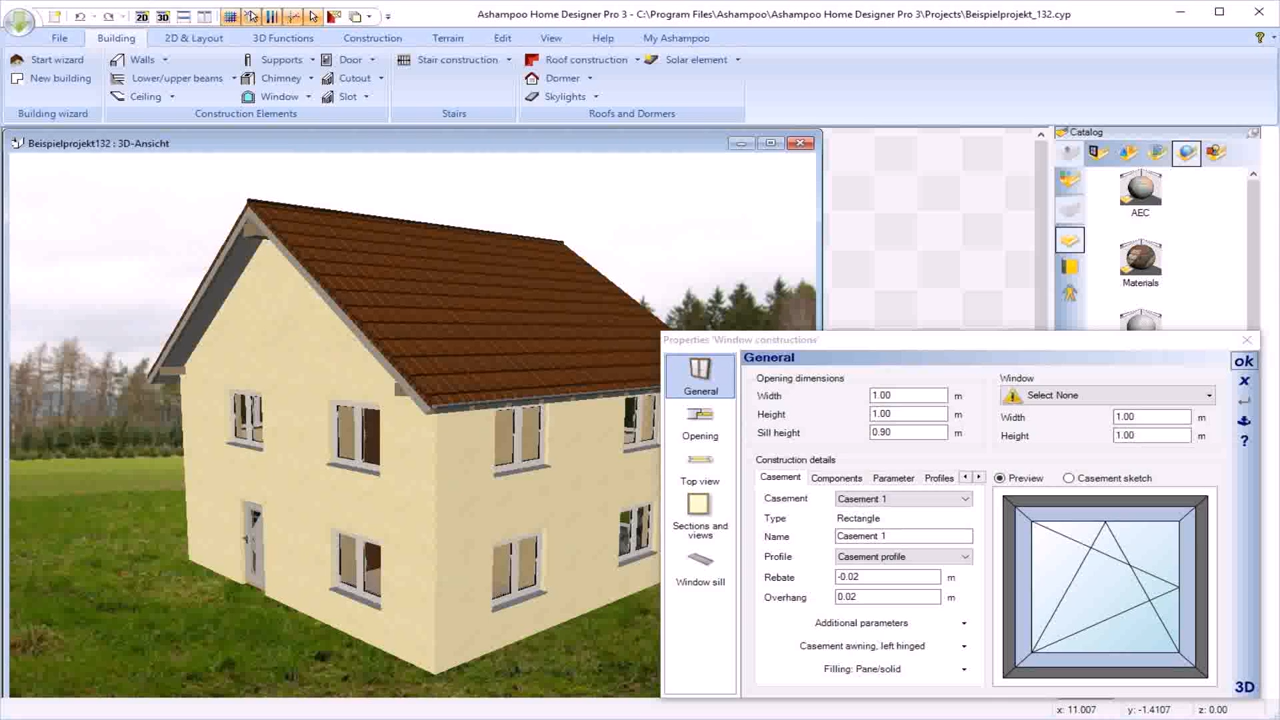 2D 3D Ashampoo Home Designer Pro 3 - C:\Program Files\Ashampoo\Ashampoo Home Designer Pro 3\Projects\Beispielprojekt_132.cyp
File Building 2D & Layout 3D Functions Construction Terrain Edit View Help My Ashampoo ?
Start wizard Walls Supports Door Stair construction Roof construction Solar element
New building Lower/upper beams Chimney Cutout Dormer
Ceiling Window Slot Skylights
Building wizard Construction Elements Stairs Roofs and Dormers
Beispielprojekt132 : 3D-Ansicht
Catalog
AEC
Materials
Properties 'Window constructions'
General
General
Opening
Top view
Sections and
views
Window sill
Opening dimensions
Width 1.00 m
Height 1.00 m
Sill height 0.90 m
Window
Select None
Width 1.00 m
Height 1.00 m
ok
?
3D
Construction details
Casement Components Parameter Profiles
Casement Casement 1
Type Rectangle
Name Casement 1
Profile Casement profile
Rebate -0.02 m
Overhang 0.02 m
Additional parameters
Casement awning, left hinged
Filling: Pane/solid
Preview Casement sketch
x: 11.007 y: -1.4107 z: 0.00